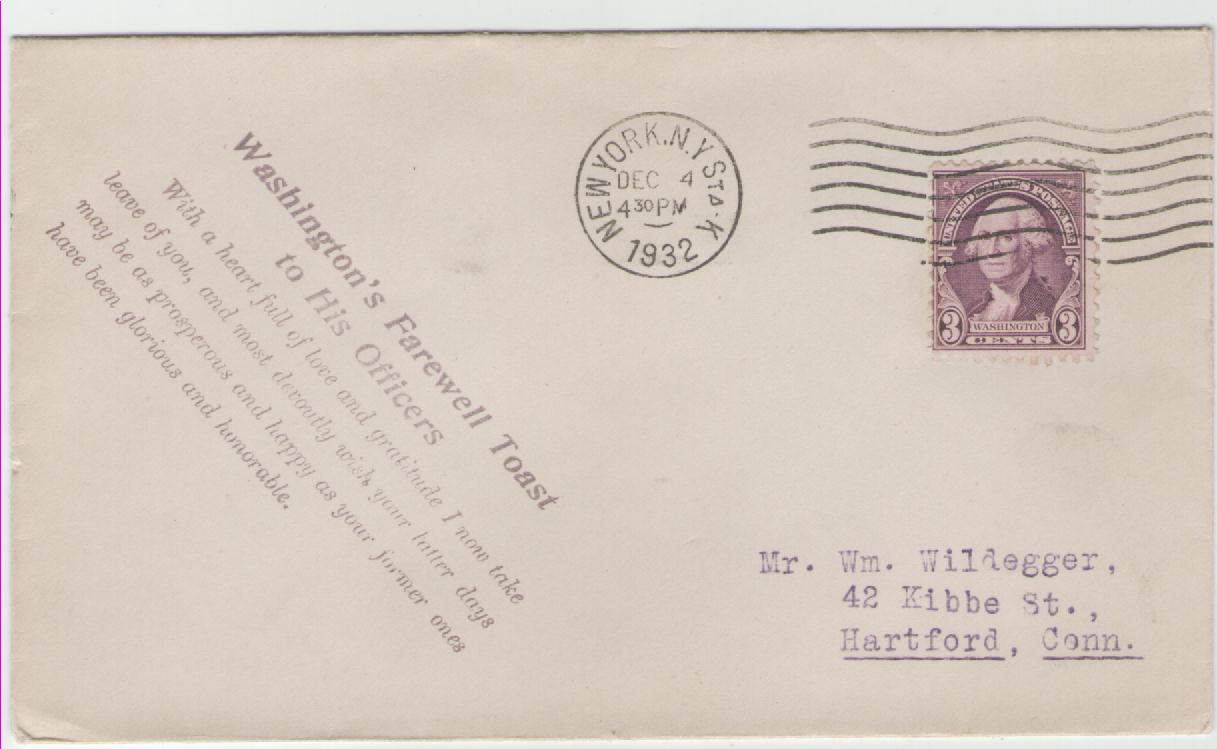 Washington's Farewell Toast
to His Officers
With a heart full of love and gratitude I now take
leave of you, and most devoutly wish your latter days
may be as prosperous and happy as your former ones
have been glorious and honorable.
NEW YORK, N.Y. STA. K
DEC 4
4 30 PM
1932
UNITED STATES POSTAGE
WASHINGTON
3 3
CENTS
Mr. Wm. Wildegger,
42 Kibbe St.,
Hartford, Conn.